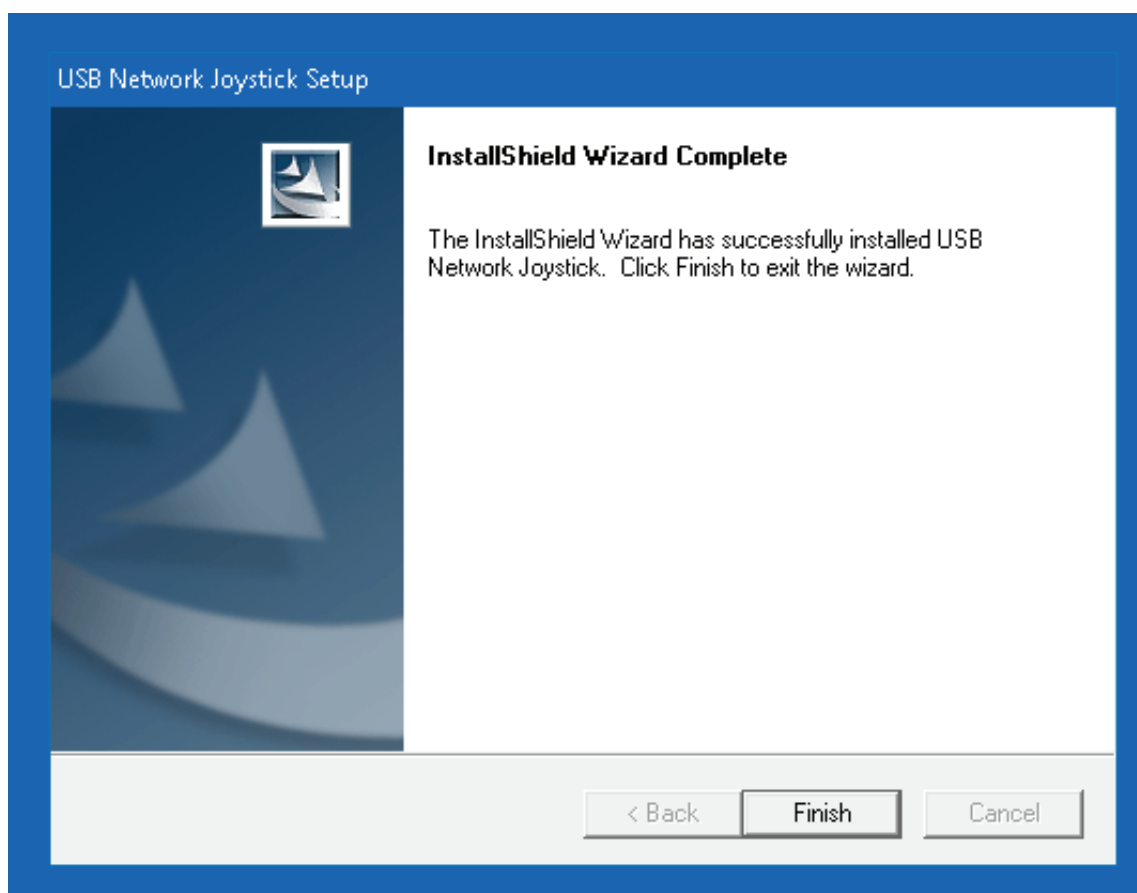 USB Network Joystick Setup
InstallShield Wizard Complete
The InstallShield Wizard has successfully installed USB
Network Joystick. Click Finish to exit the wizard.
< Back
Finish
Cancel